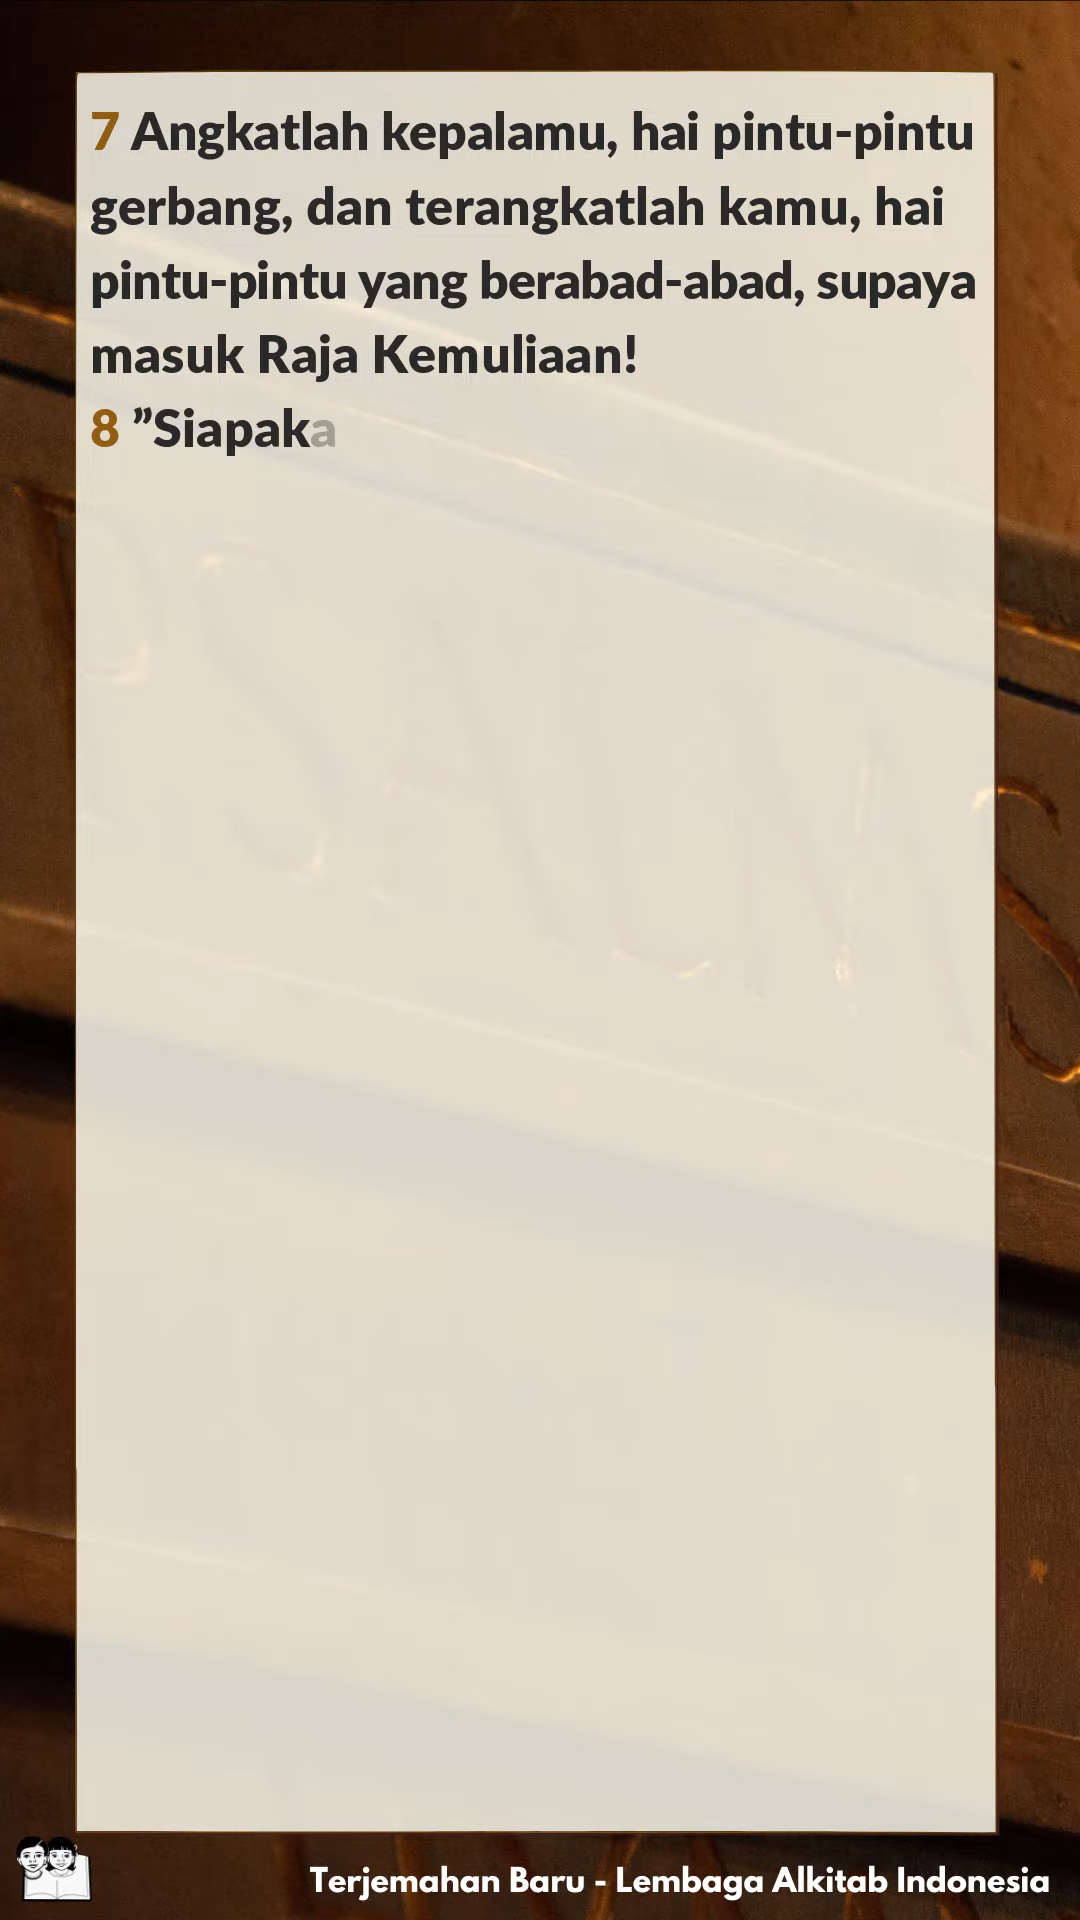 7 Angkatlah kepalamu, hai pintu-pintu
gerbang, dan terangkatlah kamu, hai
pintu-pintu yang berabad-abad, supaya
masuk Raja Kemuliaan!
8 ”Siapaka
PSALMS
Terjemahan Baru - Lembaga Alkitab Indonesia